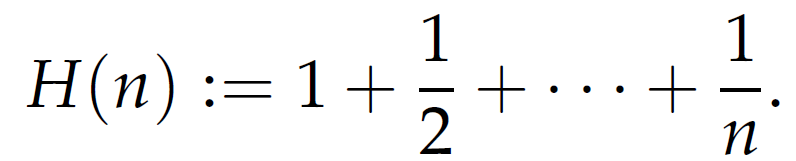 H(n) := 1 + 1/2 + · · · + 1/n.